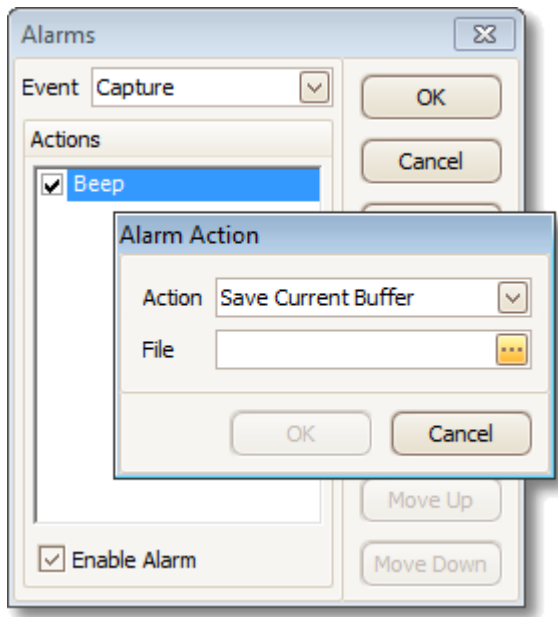 Alarms
Event Capture
OK
Actions
Cancel
Beep
Alarm Action
Action Save Current Buffer
File
OK Cancel
Move Up
Enable Alarm
Move Down